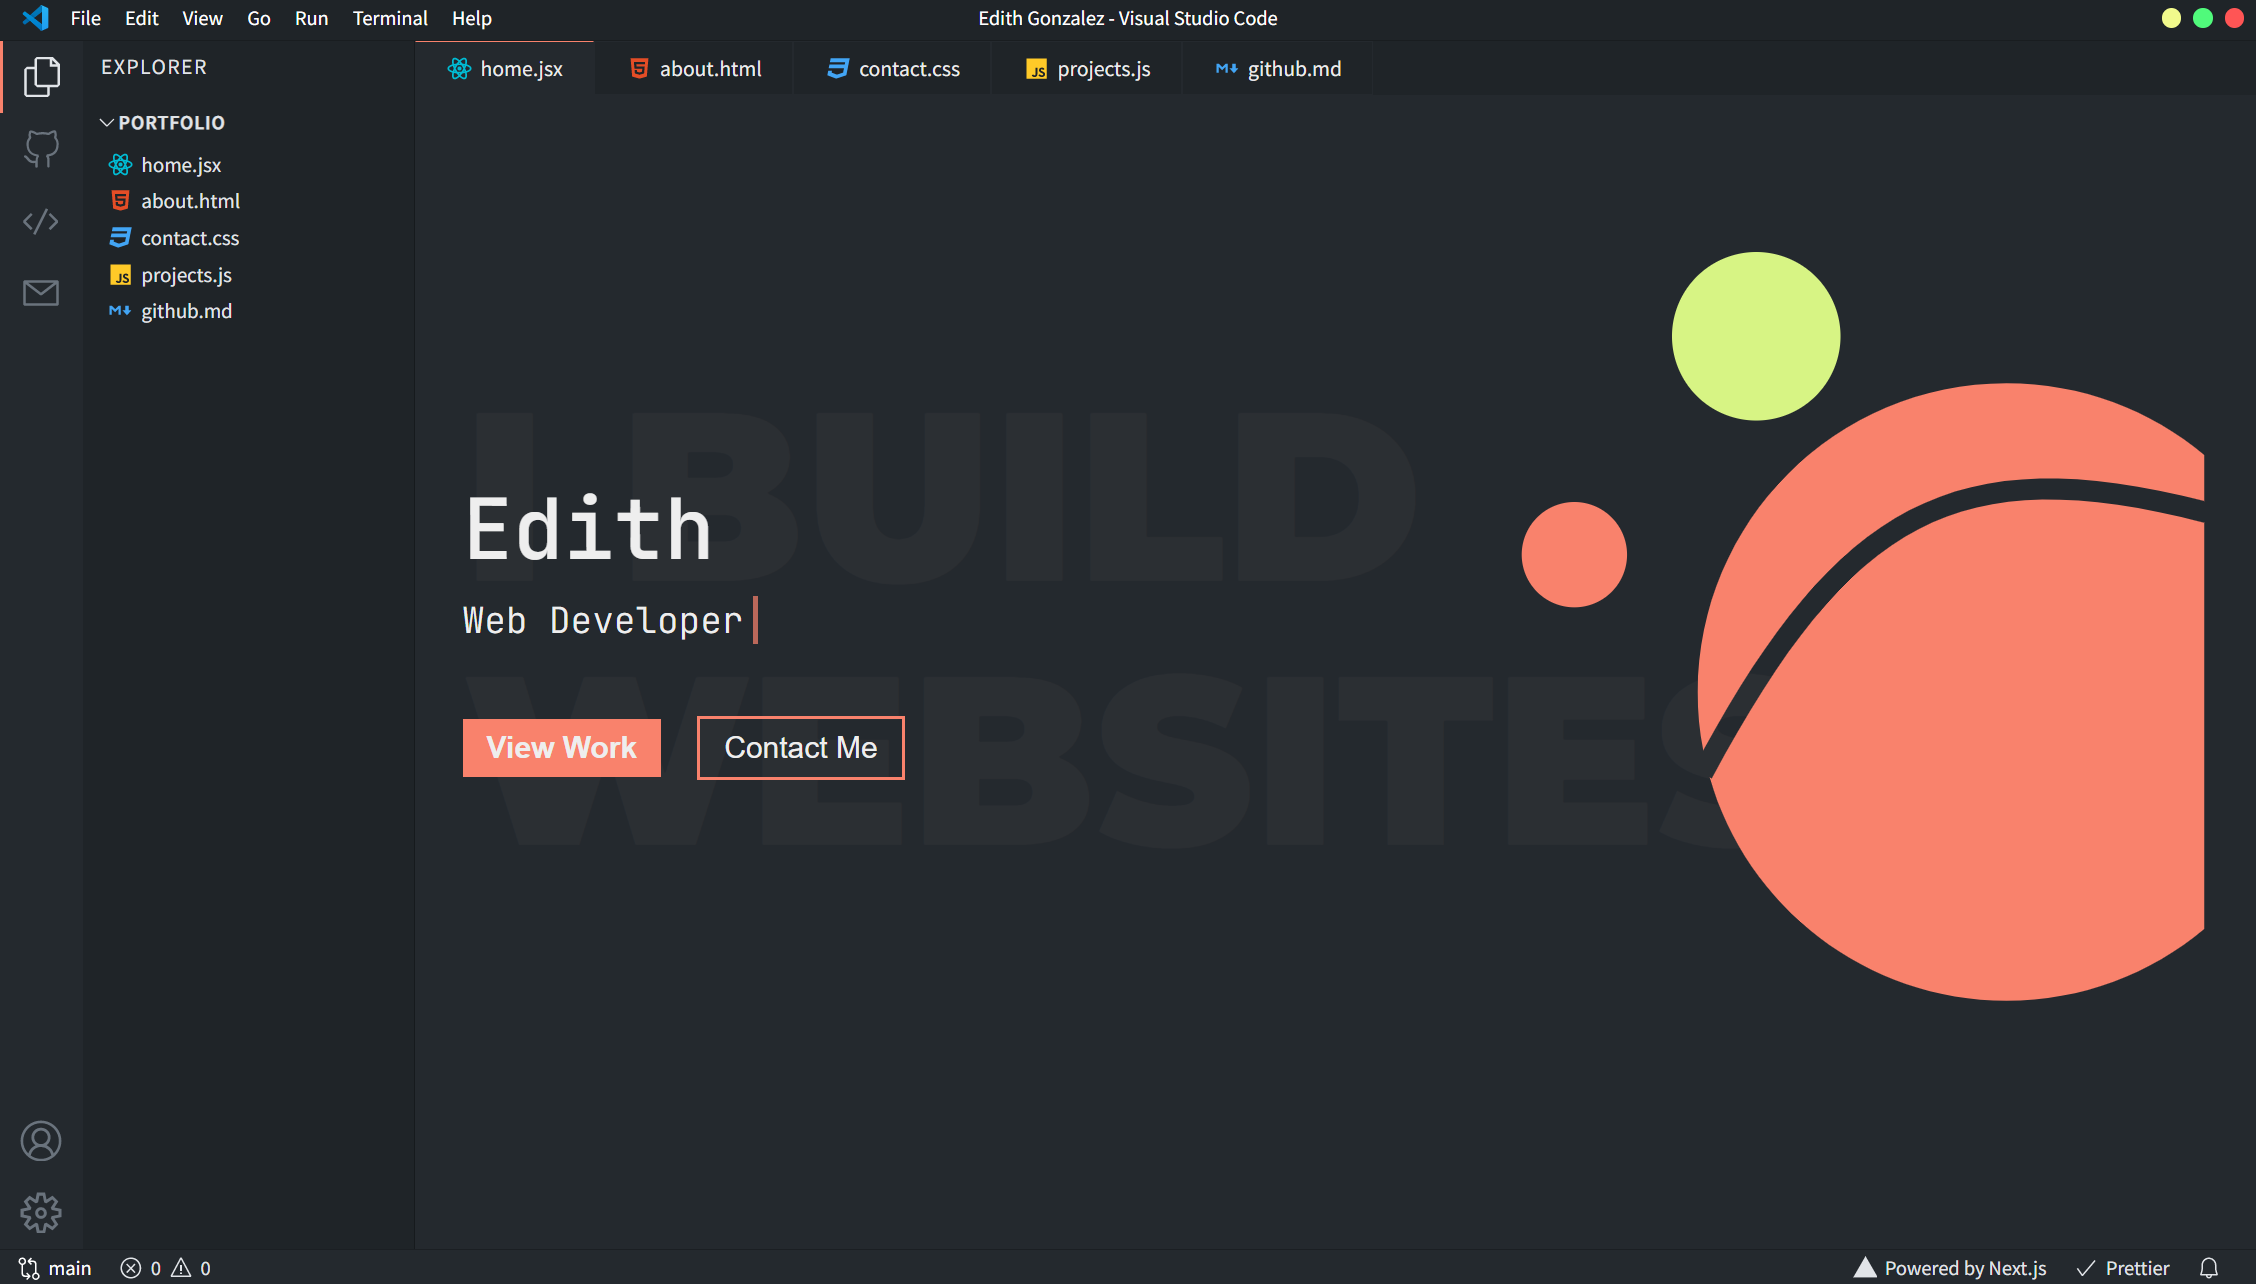 File Edit View Go Run Terminal Help
Edith Gonzalez - Visual Studio Code
EXPLORER
PORTFOLIO
home.jsx
about.html
contact.css
projects.js
github.md
home.jsx about.html contact.css projects.js github.md
I BUILD
Edith
Web Developer
WEBSITES
View Work Contact Me
main 0 0
Powered by Next.js Prettier